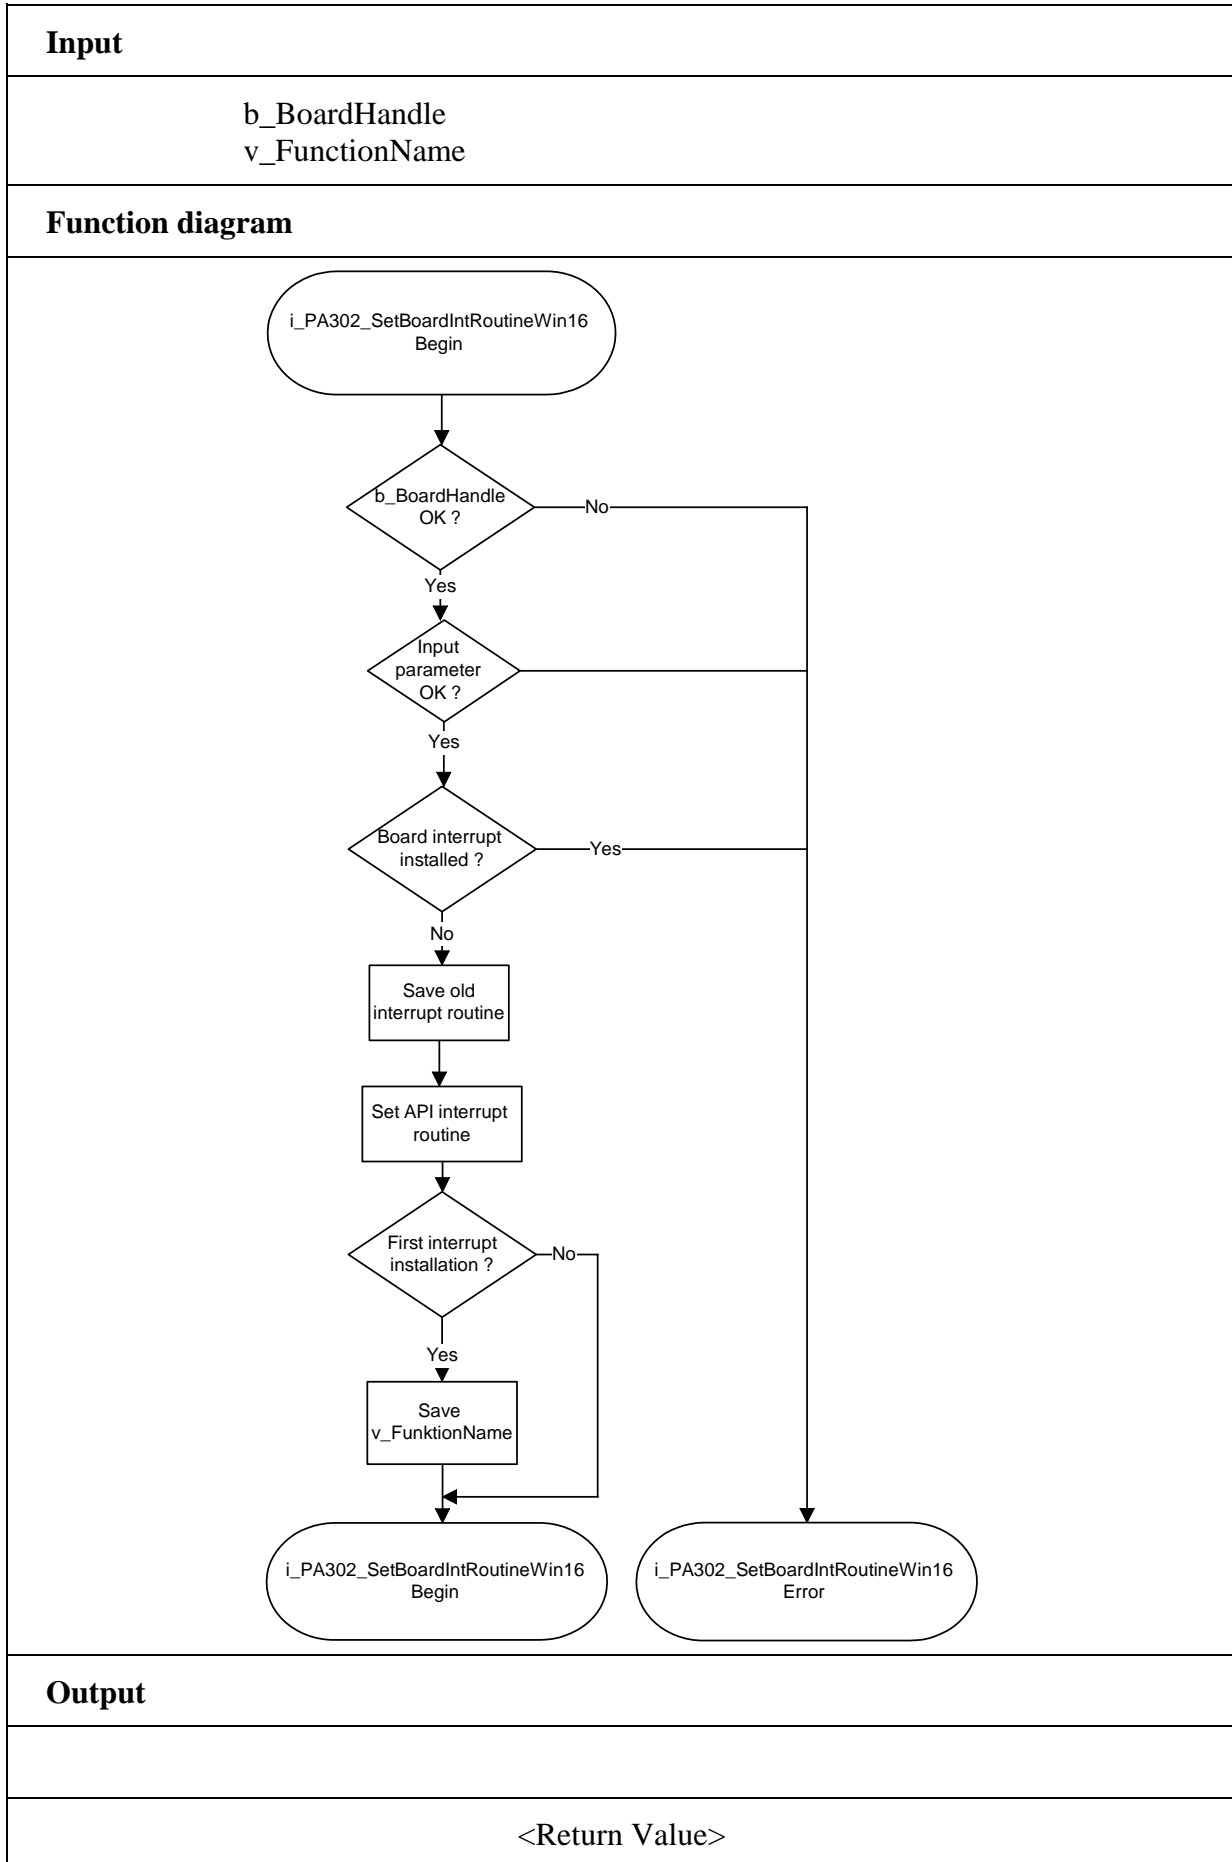 Input
b_BoardHandle
v_FunctionName
Function diagram
i_PA302_SetBoardIntRoutineWin16
Begin
b_BoardHandle
OK ?
No
Yes
Input
parameter
OK ?
Yes
Board interrupt
installed ?
Yes
No
Save old
interrupt routine
Set API interrupt
routine
First interrupt
installation ?
No
Yes
Save
v_FunktionName
i_PA302_SetBoardIntRoutineWin16
Begin
i_PA302_SetBoardIntRoutineWin16
Error
Output
<Return Value>